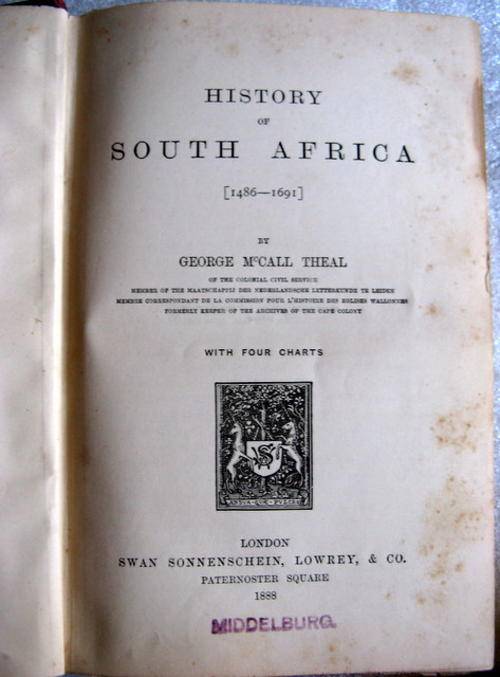 HISTORY
OF
SOUTH AFRICA
[1486—1691]
BY
GEORGE McCALL THEAL
OF THE COLONIAL CIVIL SERVICE
MEMBER OF THE MAATSCHAPPIJ DER NEDERLANDSCHE LETTERKUNDE TE LEIDEN
MEMBRE CORRESPONDANT DE LA COMMISSION POUR L'HISTOIRE DES EGLISES WALLONNES
FORMERLY KEEPER OF THE ARCHIVES OF THE CAPE COLONY
WITH FOUR CHARTS
LONDON
SWAN SONNENSCHEIN, LOWREY, & CO.
PATERNOSTER SQUARE
1888
MIDDELBURG.